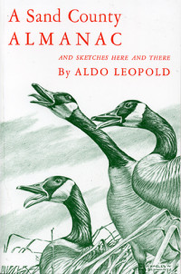 A Sand County
ALMANAC
AND SKETCHES HERE AND THERE
By ALDO LEOPOLD